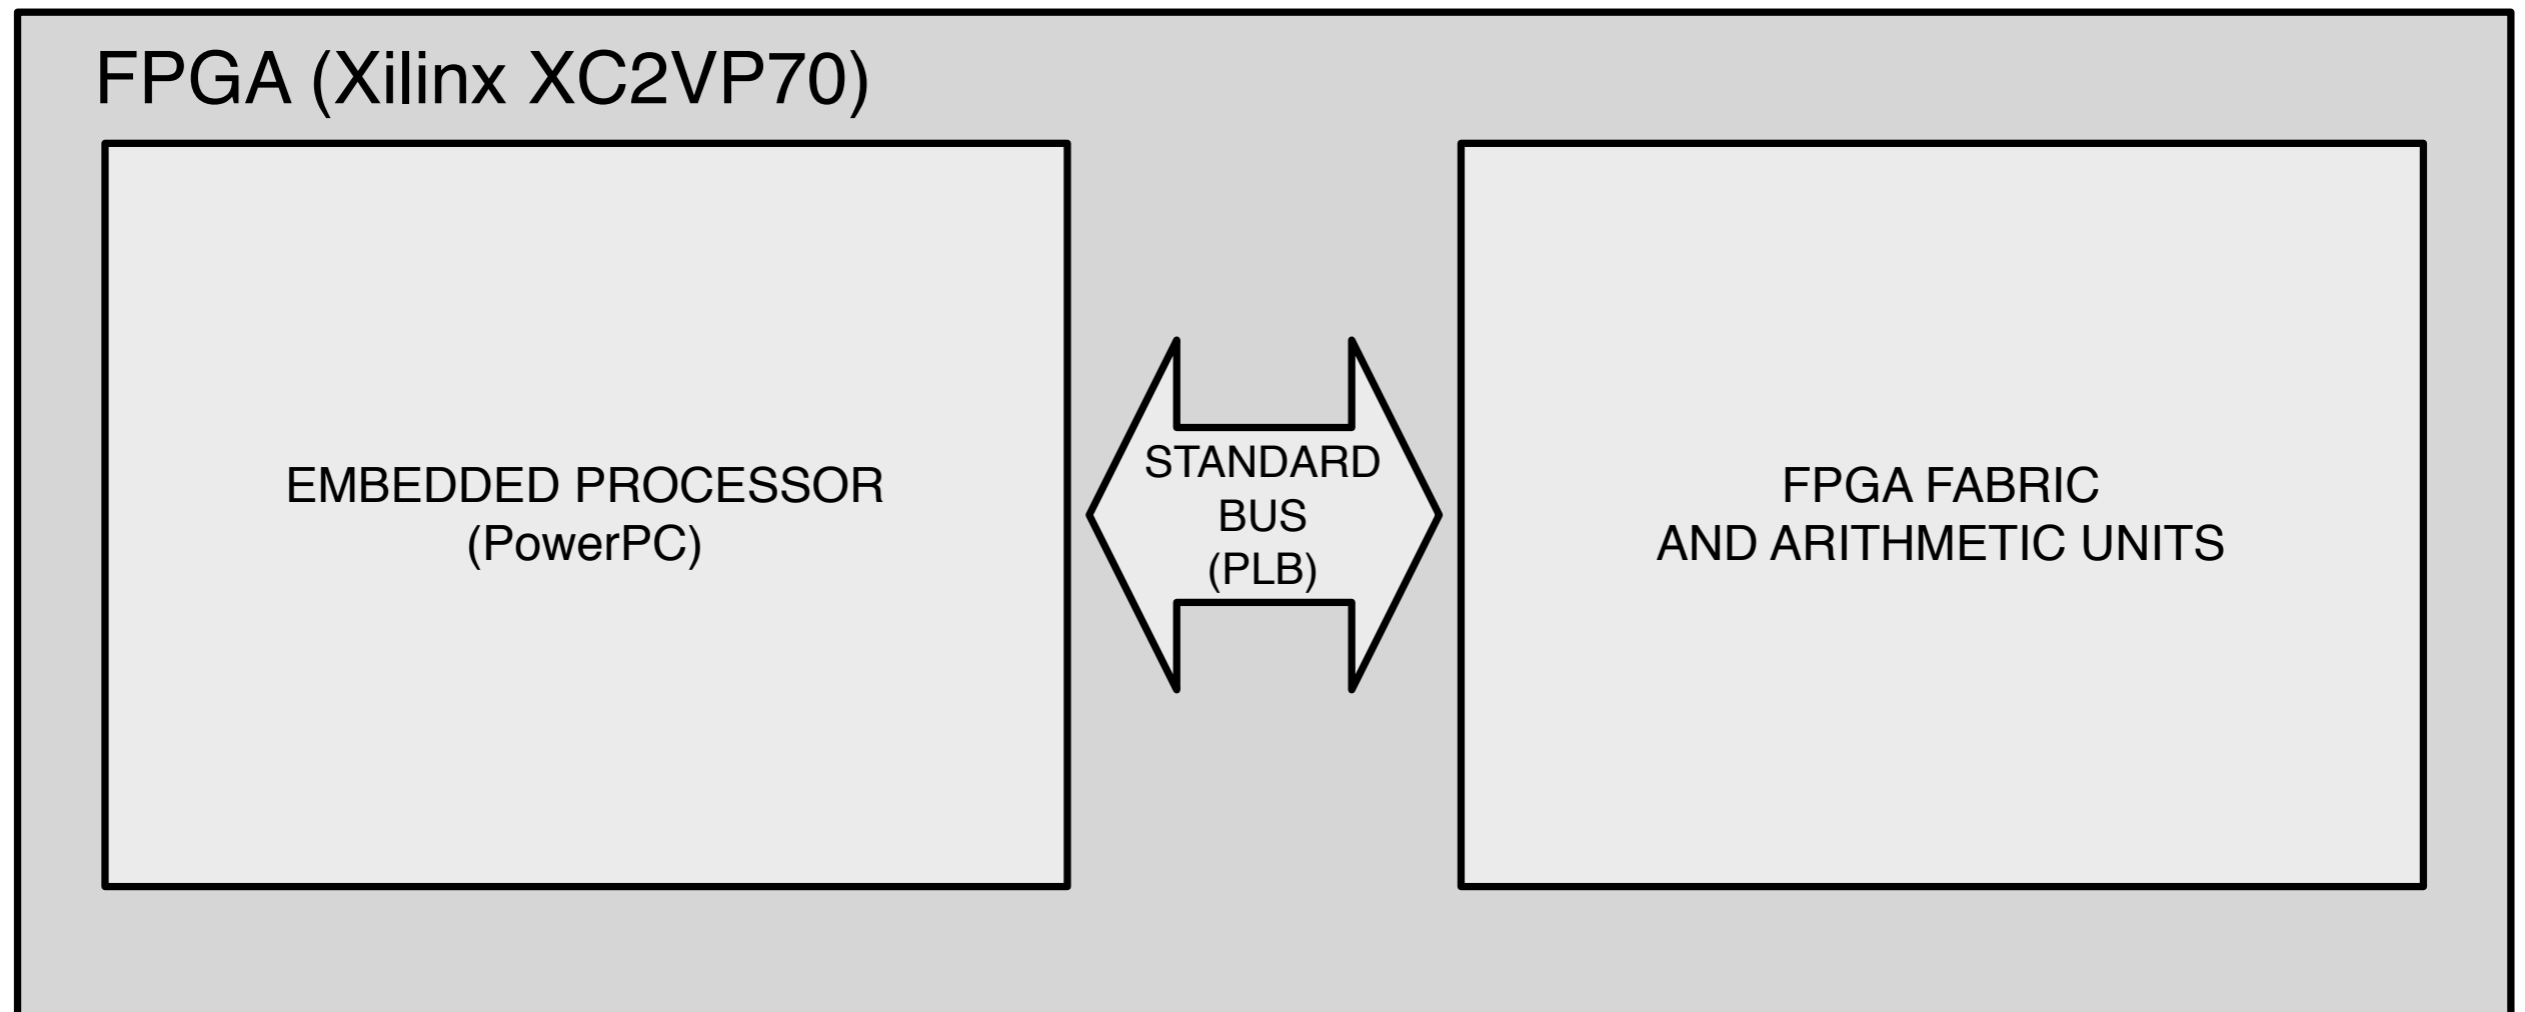 FPGA (Xilinx XC2VP70)
EMBEDDED PROCESSOR
(PowerPC)
STANDARD
BUS
(PLB)
FPGA FABRIC
AND ARITHMETIC UNITS